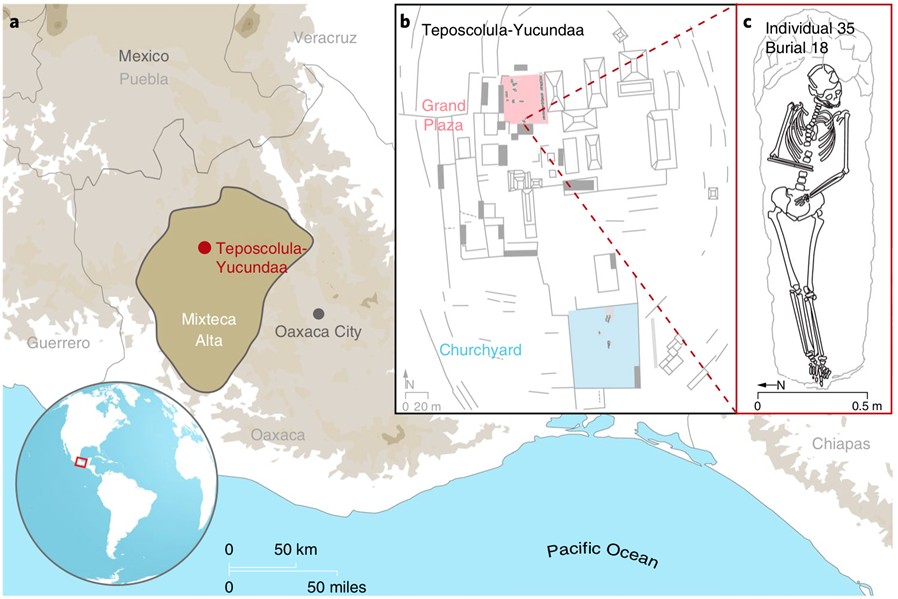 a
Mexico
Puebla
Veracruz
Teposcolula-
Yucundaa
Mixteca
Alta
Oaxaca City
Guerrero
Oaxaca
Chiapas
Pacific Ocean
0 50 km
0 50 miles
b
Teposcolula-Yucundaa
Grand
Plaza
Churchyard
N
0 20 m
c
Individual 35
Burial 18
N
0 0.5 m